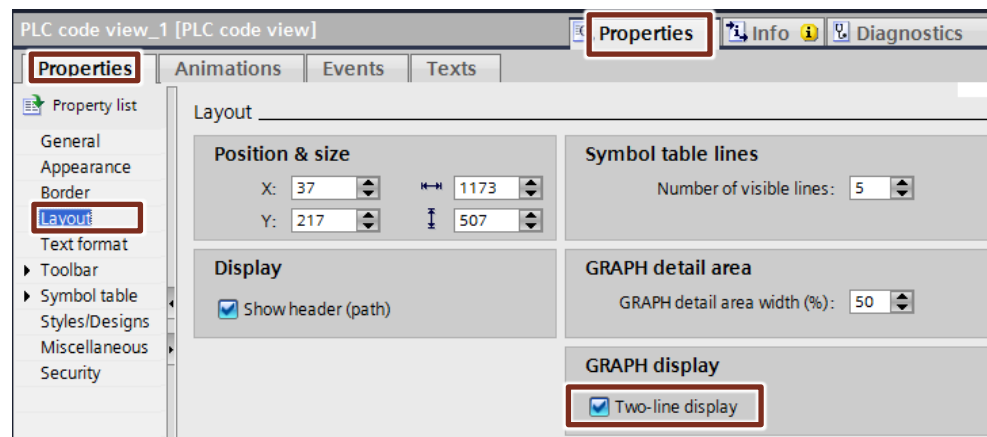 PLC code view_1 [PLC code view]
Properties
Info
Diagnostics
Properties
Animations
Events
Texts
Property list
General
Appearance
Border
Layout
Text format
Toolbar
Symbol table
Styles/Designs
Miscellaneous
Security
Layout
Position & size
X: 37
1173
Y: 217
507
Display
Show header (path)
Symbol table lines
Number of visible lines: 5
GRAPH detail area
GRAPH detail area width (%): 50
GRAPH display
Two-line display